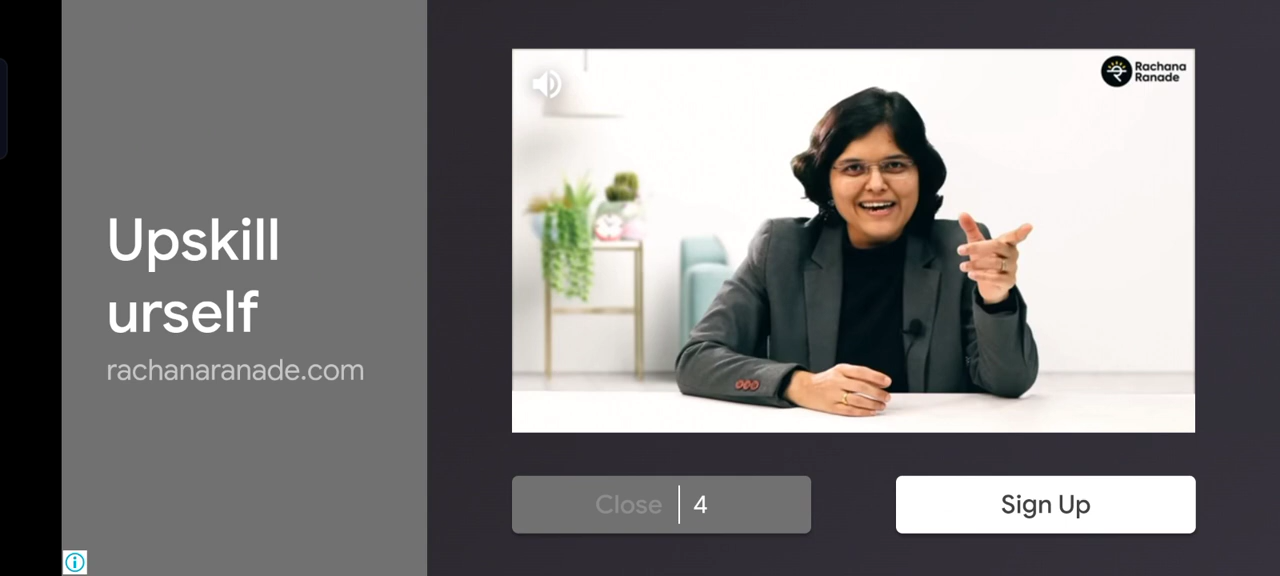 Upskill
urself
rachanaranade.com
Rachana
Ranade
Close | 4
Sign Up